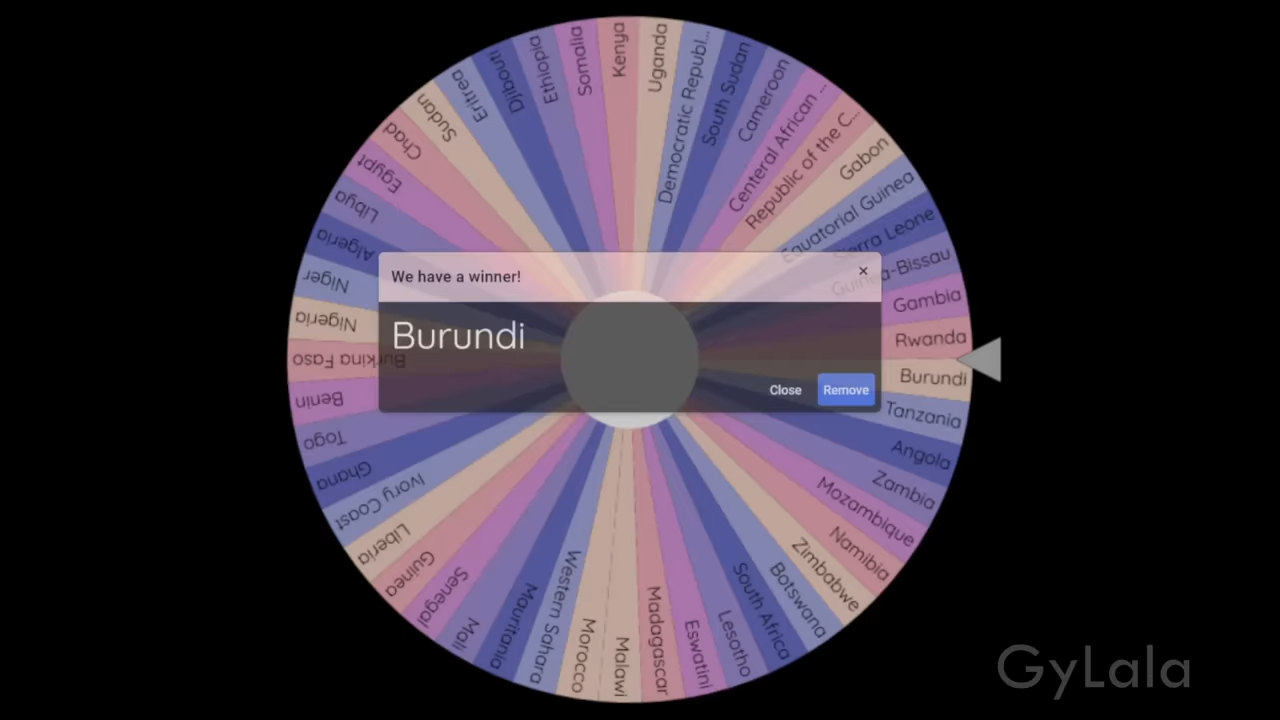 Kenya
Uganda
Democratic Republ...
South Sudan
Cameroon
Centeral African ...
Republic of the C...
Gabon
Equatorial Guinea
Sierra Leone
Guinea-Bissau
Gambia
Rwanda
Burundi
Tanzania
Angola
Zambia
Mozambique
Namibia
Zimbabwe
Botswana
South Africa
Lesotho
Eswatini
Madagascar
Malawi
Morocco
Western Sahara
Mauritania
Mali
Senegal
Guinea
Liberia
Ivory Coast
Ghana
Togo
Benin
Burkina Faso
Nigeria
Niger
Algeria
Libya
Egypt
Chad
Sudan
Eritrea
Djibouti
Ethiopia
Somalia
We have a winner!
×
Burundi
Close
Remove
GyLala